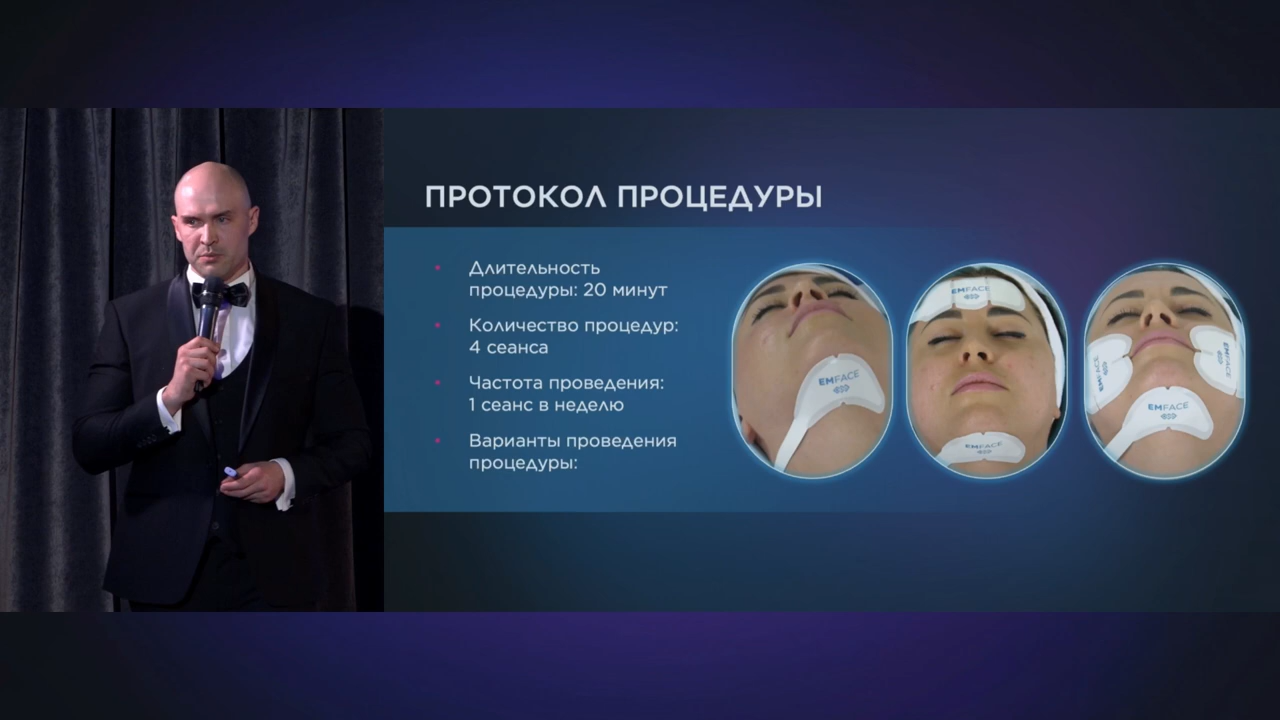 ПРОТОКОЛ ПРОЦЕДУРЫ
• Длительность
процедуры: 20 минут
• Количество процедур:
4 сеанса
• Частота проведения:
1 сеанс в неделю
• Варианты проведения
процедуры:
EMFACE
EMFACE
EMFACE
EMFACE
EMFACE
EMFACE